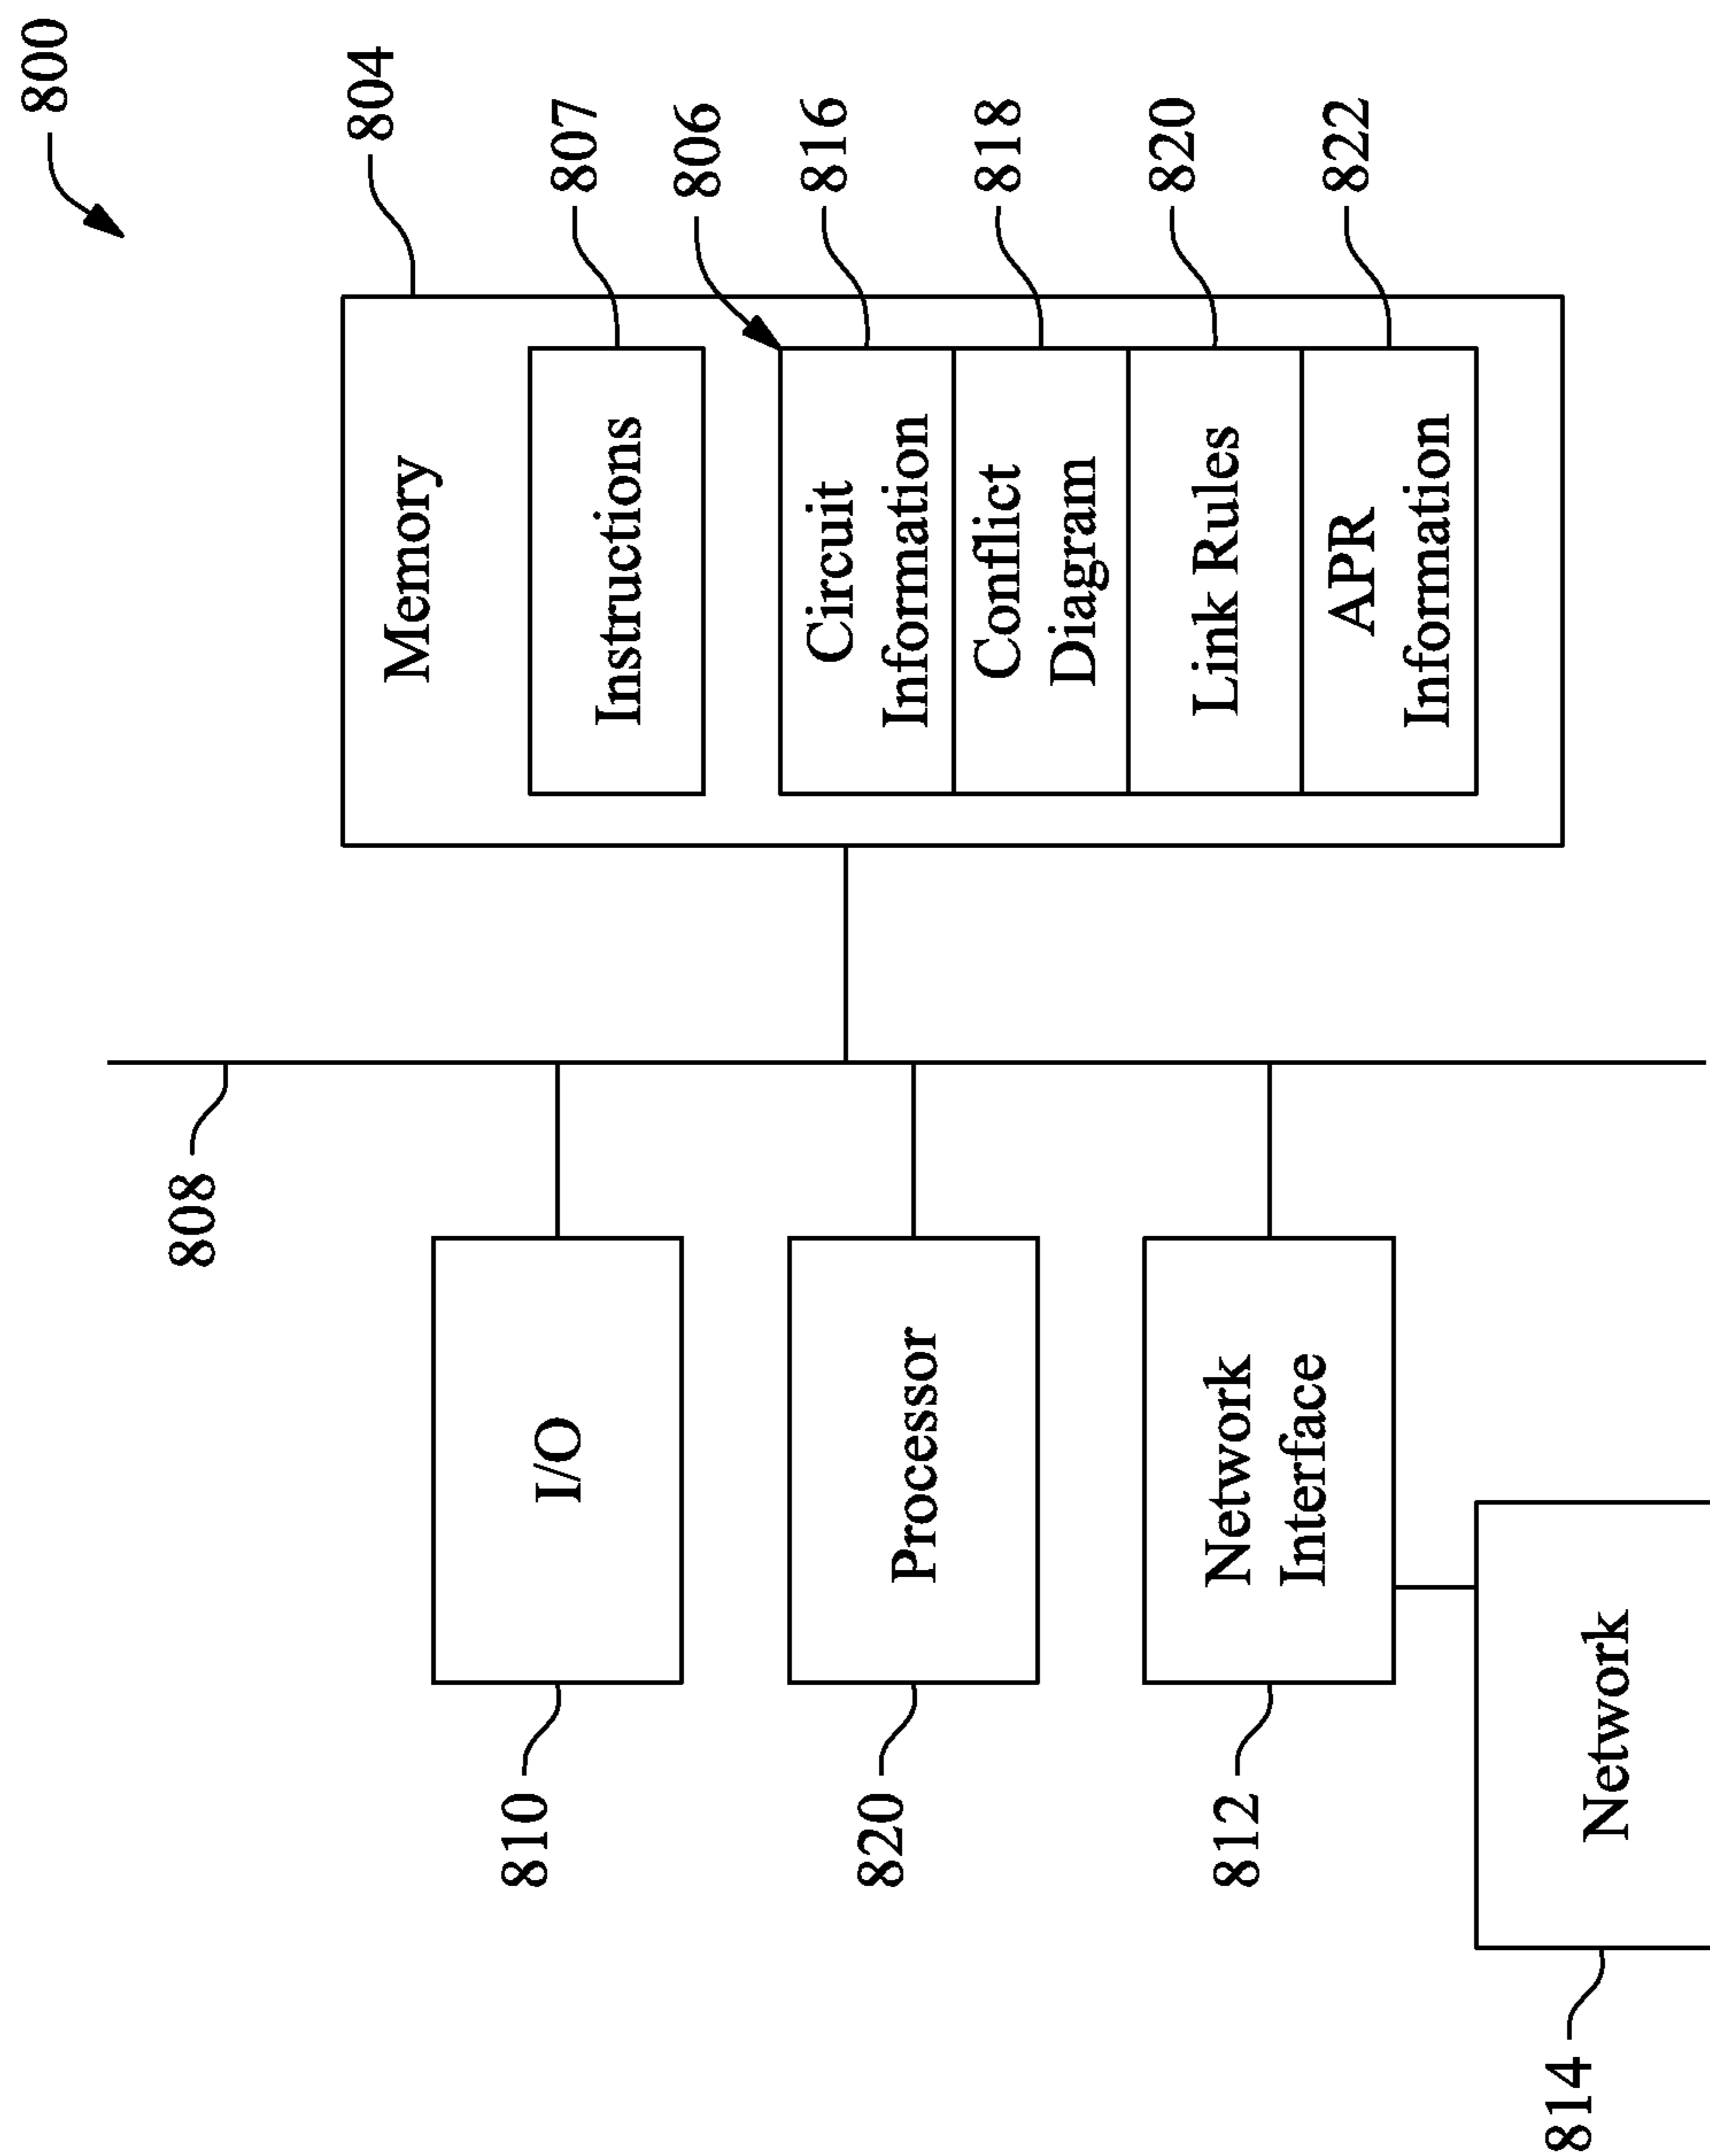 800
804
Memory
807
Instructions
806
816
Circuit
Information
818
Conflict
Diagram
820
Link Rules
822
APR
Information
808
810
I/O
820
Processor
812
Network
Interface
814
Network